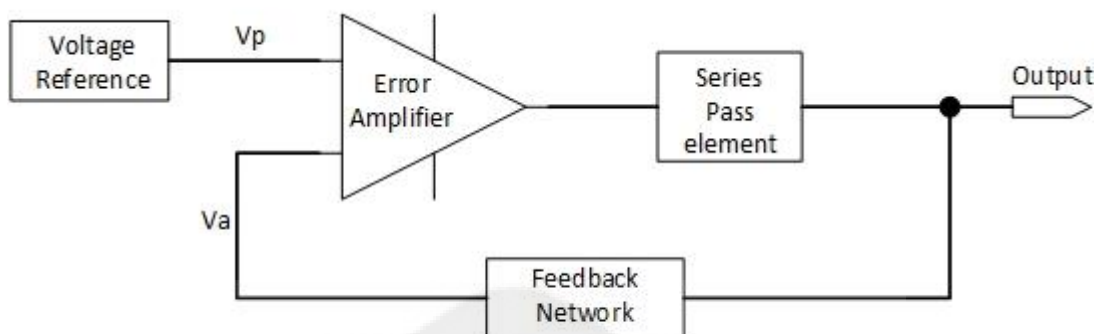 Voltage
Reference
Vp
Error
Amplifier
Series
Pass
element
Output
Va
Feedback
Network